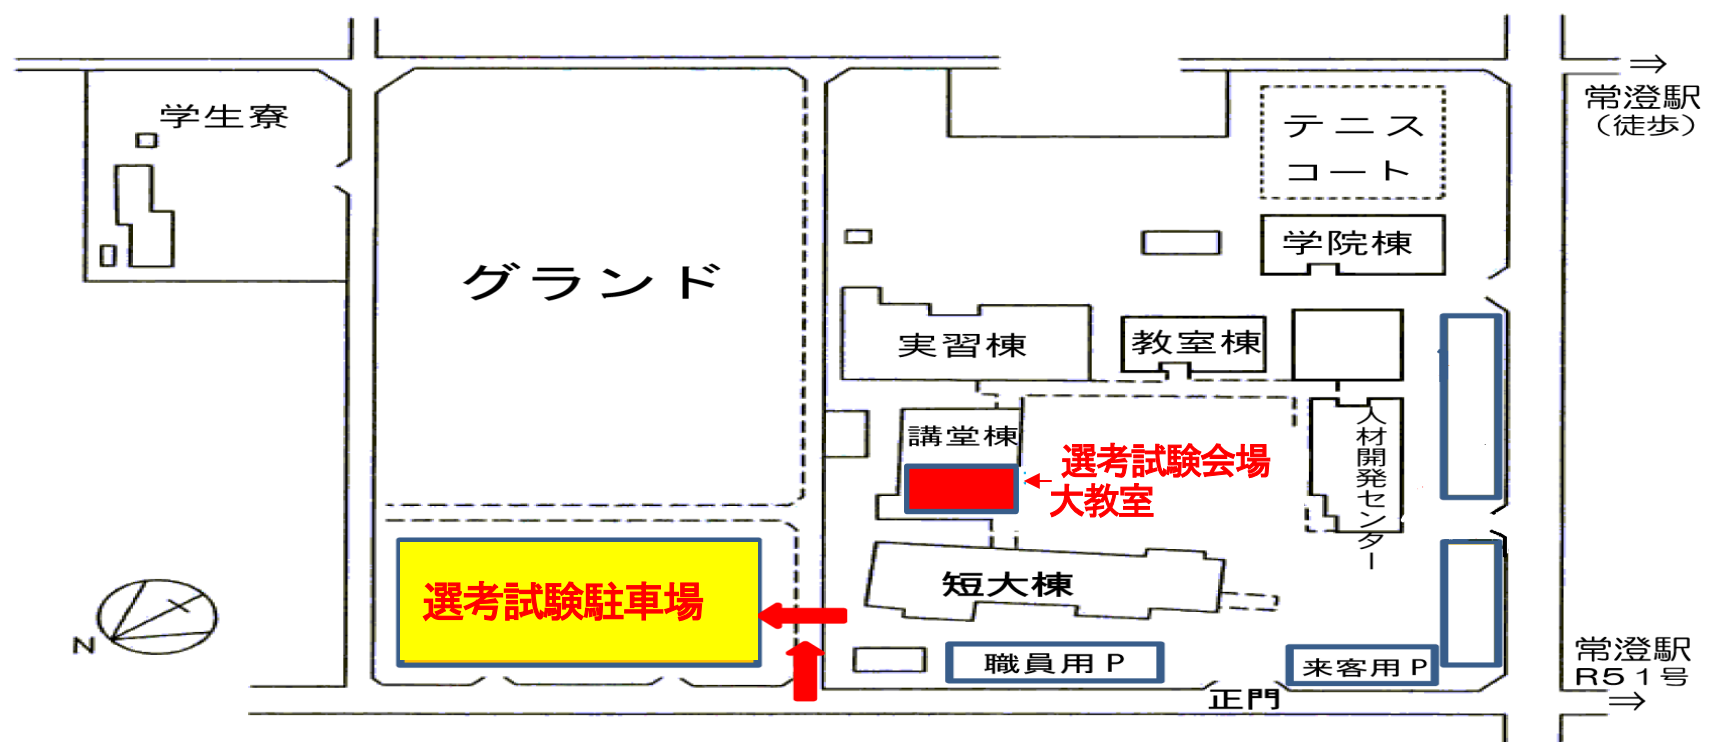 学生寮
グランド
テニス
コート
常澄駅
（徒歩）
学院棟
実習棟
教室棟
講堂棟
選考試験会場
大教室
人材開発センター
選考試験駐車場
短大棟
N
職員用P
来客用P
正門
常澄駅
R51号